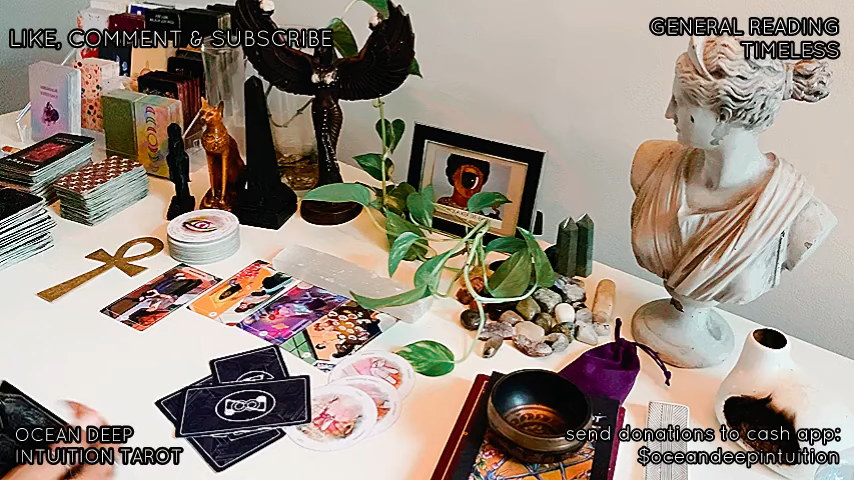 LIKE, COMMENT & SUBSCRIBE
GENERAL READING
TIMELESS
OCEAN DEEP
INTUITION TAROT
send donations to cash app:
$oceandeepintuition